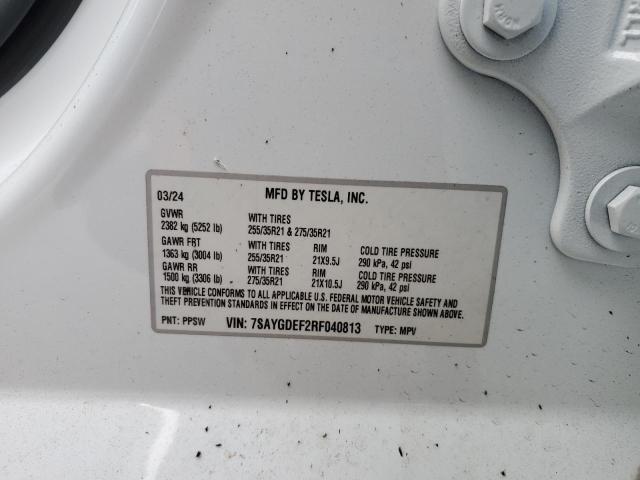 03/24 MFD BY TESLA, INC.
GVWR WITH TIRES
2382 kg (5252 lb) 255/35R21 & 275/35R21
GAWR FRT WITH TIRES RIM COLD TIRE PRESSURE
1363 kg (3004 lb) 255/35R21 21X9.5J 290 kPa, 42 psi
GAWR RR WITH TIRES RIM COLD TIRE PRESSURE
1500 kg (3306 lb) 275/35R21 21X10.5J 290 kPa, 42 psi
THIS VEHICLE CONFORMS TO ALL APPLICABLE U.S. FEDERAL MOTOR VEHICLE SAFETY AND
THEFT PREVENTION STANDARDS IN EFFECT ON THE DATE OF MANUFACTURE SHOWN ABOVE.
PNT: PPSW VIN: 7SAYGDEF2RF040813 TYPE: MPV